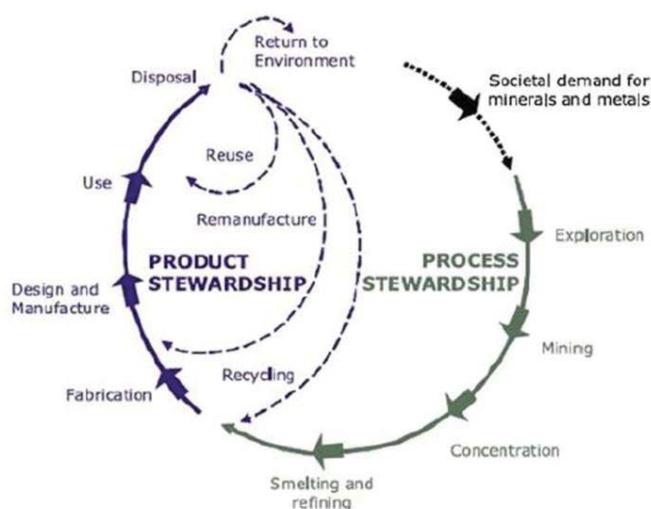 Return to
Environment
Disposal
Societal demand for
minerals and metals
Reuse
Use
Remanufacture
Exploration
PRODUCT
STEWARDSHIP
PROCESS
STEWARDSHIP
Design and
Manufacture
Mining
Recycling
Fabrication
Concentration
Smelting and
refining